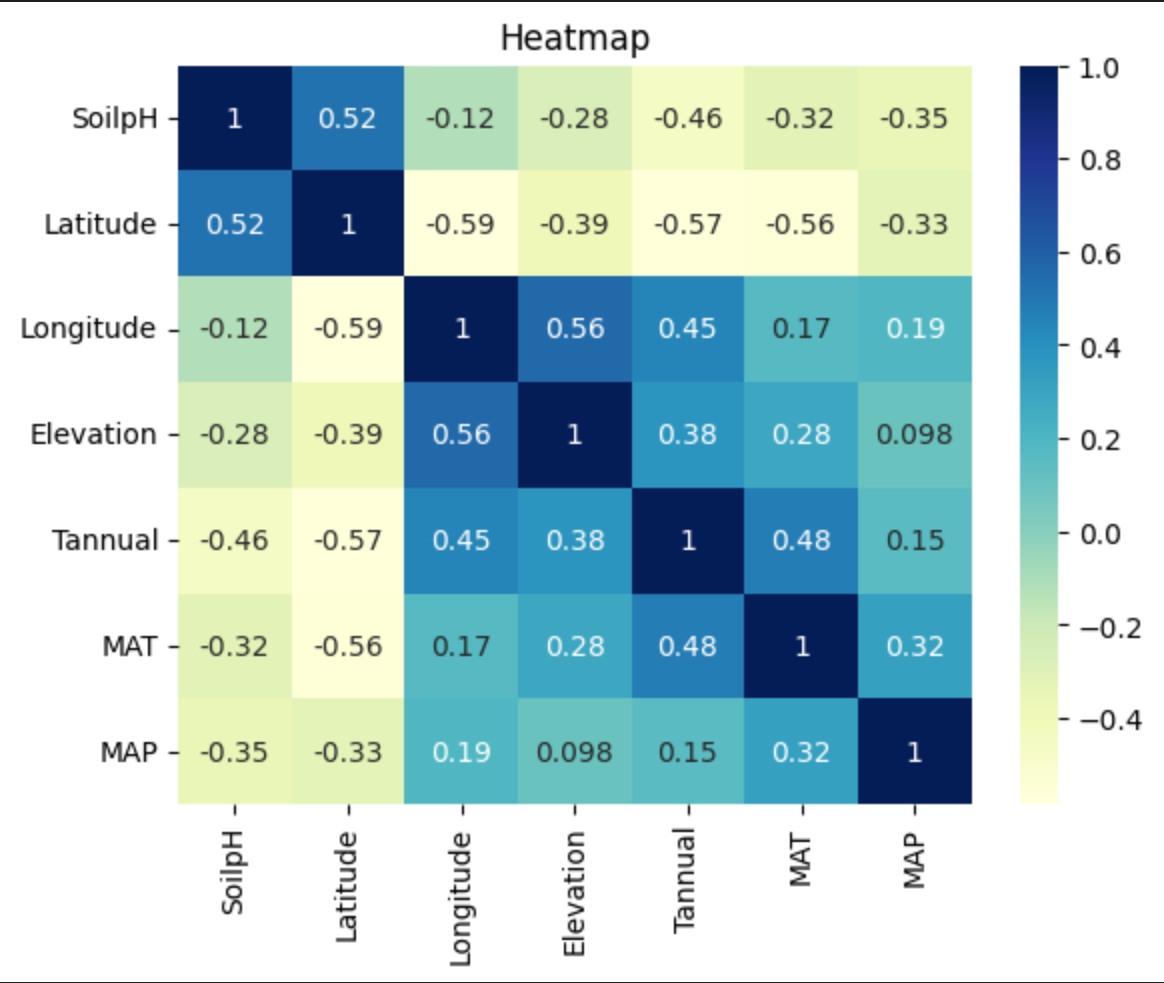 Heatmap
SoilpH 1 0.52 -0.12 -0.28 -0.46 -0.32 -0.35
Latitude 0.52 1 -0.59 -0.39 -0.57 -0.56 -0.33
Longitude -0.12 -0.59 1 0.56 0.45 0.17 0.19
Elevation -0.28 -0.39 0.56 1 0.38 0.28 0.098
Tannual -0.46 -0.57 0.45 0.38 1 0.48 0.15
MAT -0.32 -0.56 0.17 0.28 0.48 1 0.32
MAP -0.35 -0.33 0.19 0.098 0.15 0.32 1
SoilpH
Latitude
Longitude
Elevation
Tannual
MAT
MAP
1.0
0.8
0.6
0.4
0.2
0.0
−0.2
−0.4